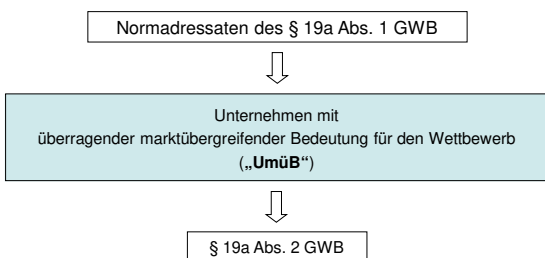 Normadressaten des § 19a Abs. 1 GWB
Unternehmen mit
überragender marktübergreifender Bedeutung für den Wettbewerb
(„UmüB“)
§ 19a Abs. 2 GWB